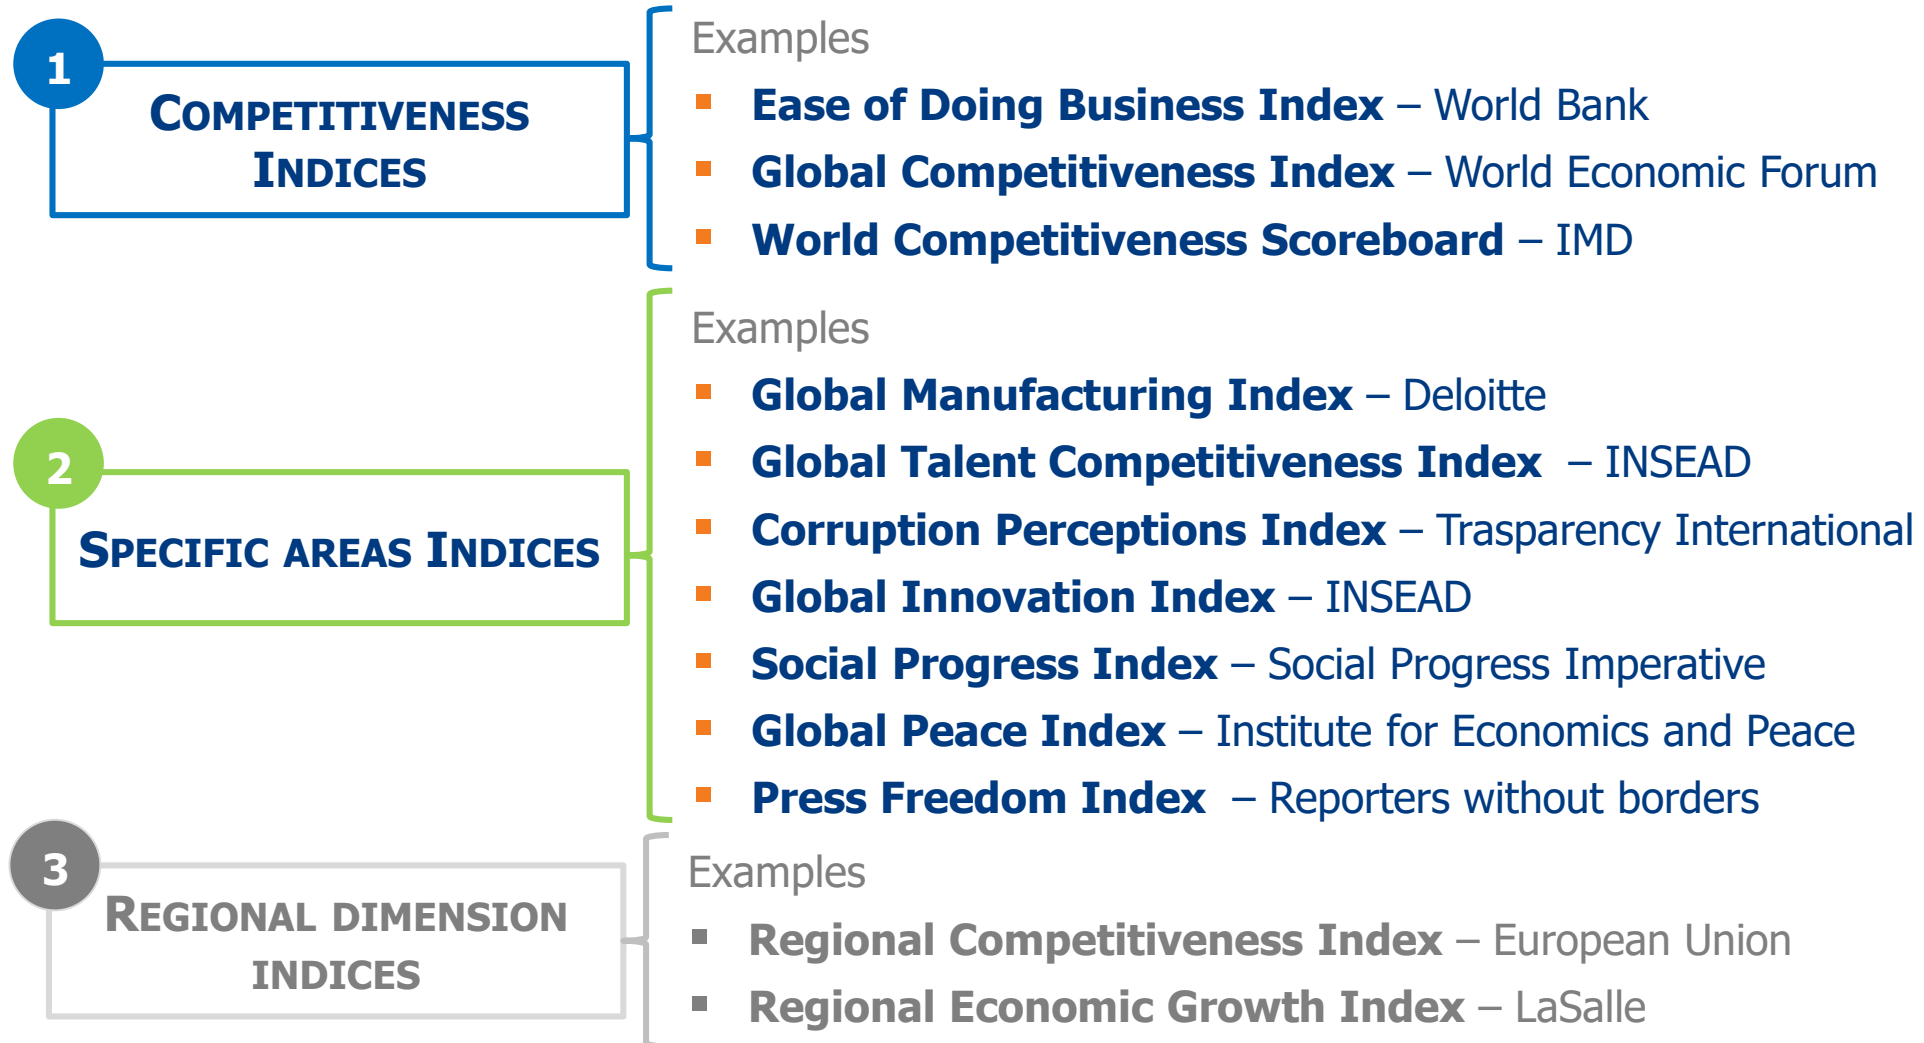 1
COMPETITIVENESS
INDICES
Examples
▪ Ease of Doing Business Index – World Bank
▪ Global Competitiveness Index – World Economic Forum
▪ World Competitiveness Scoreboard – IMD
2
SPECIFIC AREAS INDICES
Examples
▪ Global Manufacturing Index – Deloitte
▪ Global Talent Competitiveness Index – INSEAD
▪ Corruption Perceptions Index – Trasparency International
▪ Global Innovation Index – INSEAD
▪ Social Progress Index – Social Progress Imperative
▪ Global Peace Index – Institute for Economics and Peace
▪ Press Freedom Index – Reporters without borders
3
REGIONAL DIMENSION
INDICES
Examples
▪ Regional Competitiveness Index – European Union
▪ Regional Economic Growth Index – LaSalle